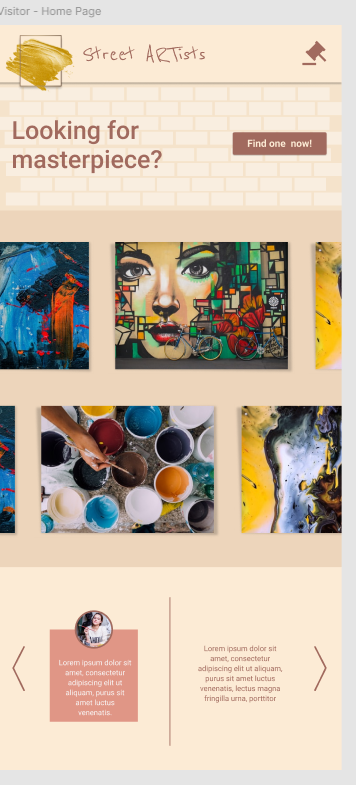 Visitor - Home Page
Street ARTists
Looking for
masterpiece?
Find one now!
Lorem ipsum dolor sit
amet, consectetur
adipiscing elit ut
aliquam, purus sit
amet luctus
venenatis.
Lorem ipsum dolor sit
amet, consectetur
adipiscing elit ut aliquam,
purus sit amet luctus
venenatis, lectus magna
fringilla urna, porttitor